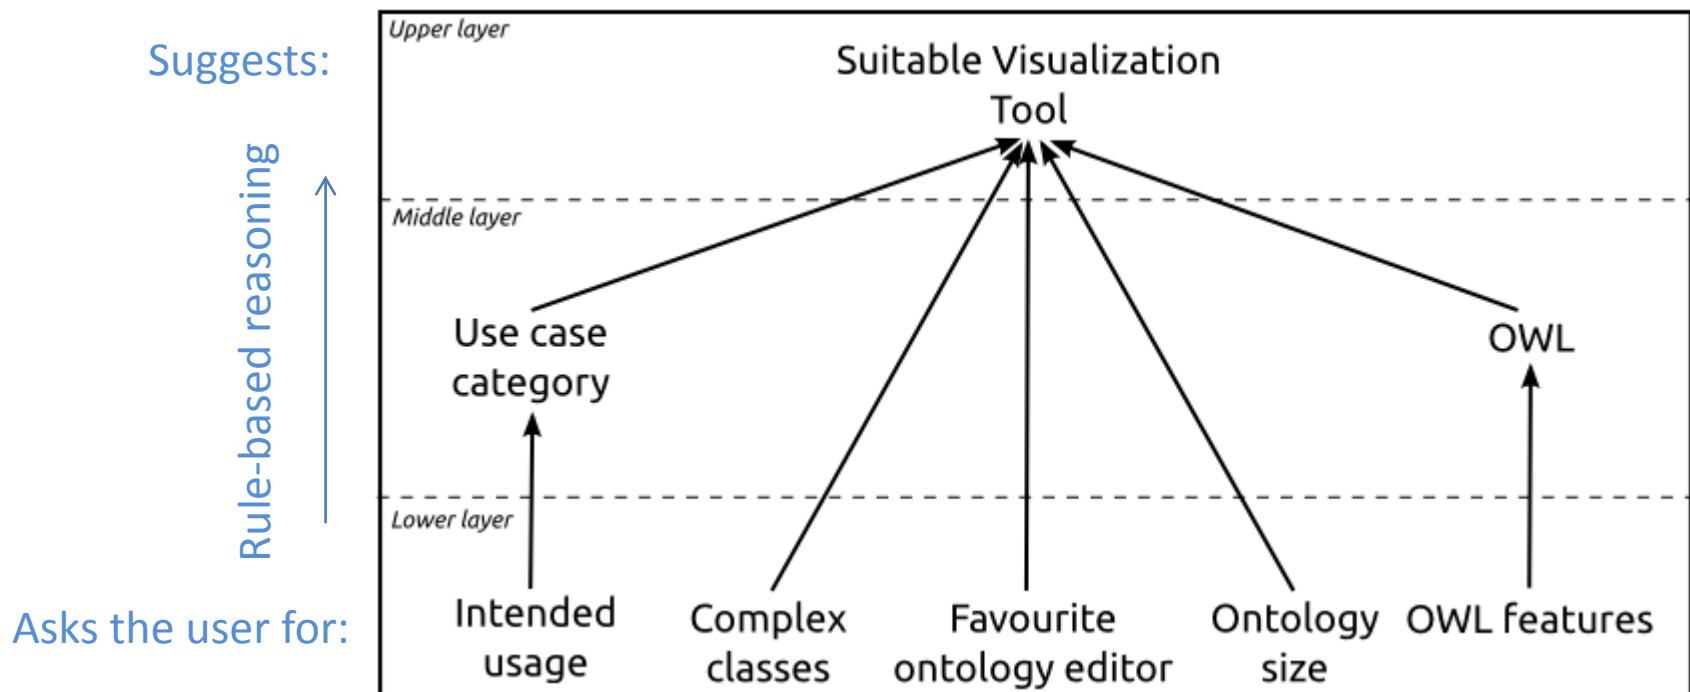 Upper layer
Suggests:
Suitable Visualization
Tool
Rule-based reasoning
Middle layer
Use case
category
OWL
Lower layer
Asks the user for:
Intended
usage
Complex
classes
Favourite
ontology editor
Ontology
size
OWL features